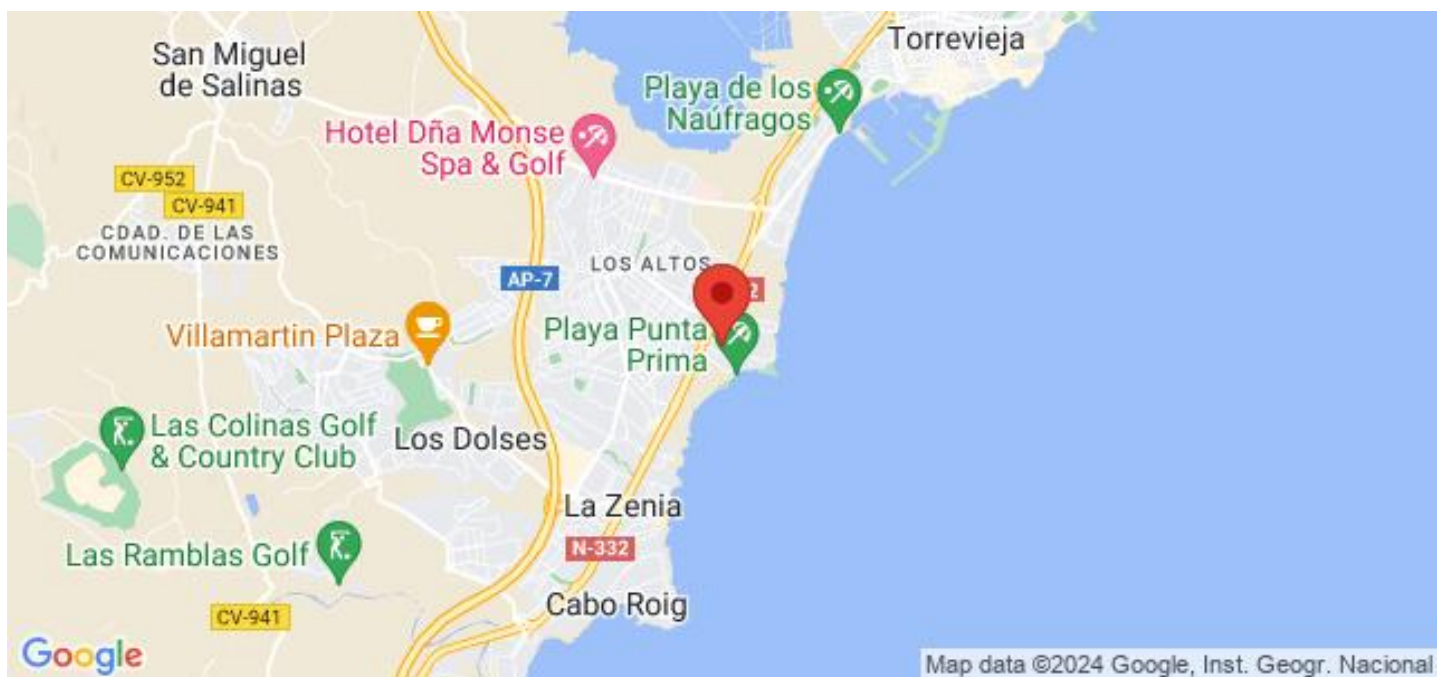 San Miguel
de Salinas
Torrevieja
Playa de los
Naúfragos
Hotel Dña Monse
Spa & Golf
CV-952
CV-941
CDAD. DE LAS
COMUNICACIONES
LOS ALTOS
AP-7
2
Villamartin Plaza
Playa Punta
Prima
Las Colinas Golf
& Country Club
Los Dolses
La Zenia
Las Ramblas Golf
N-332
Cabo Roig
CV-941
Google
Map data ©2024 Google, Inst. Geogr. Nacional